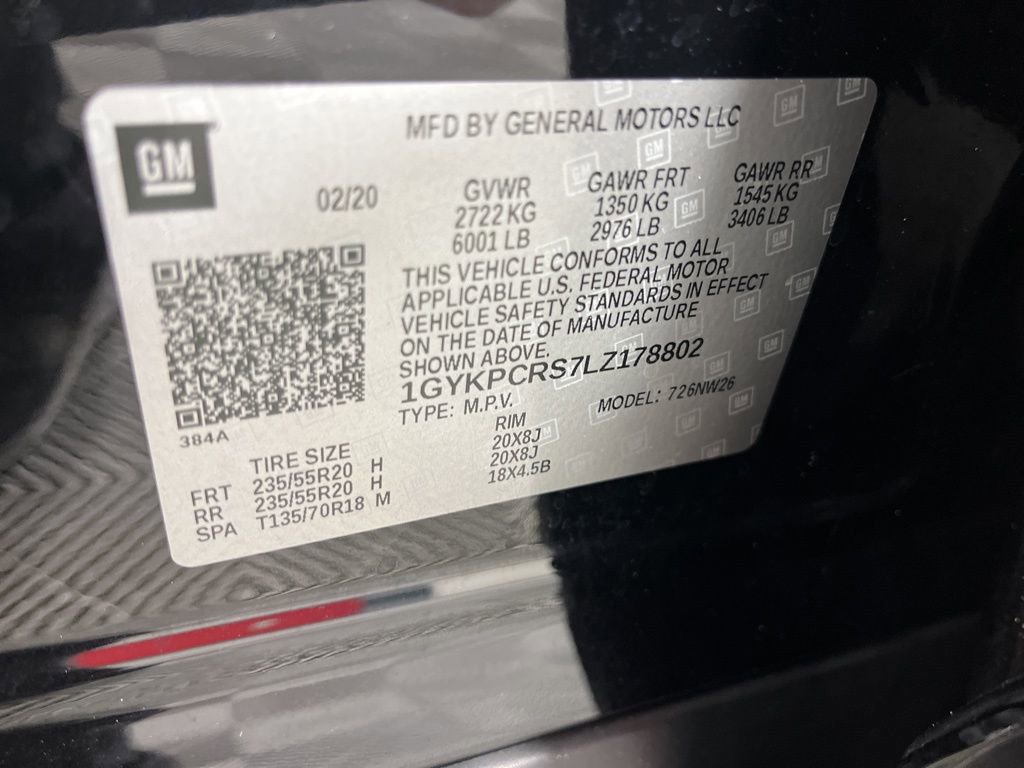 GM
MFD BY GENERAL MOTORS LLC
02/20
GVWR
2722 KG
6001 LB
GAWR FRT
1350 KG
2976 LB
GAWR RR
1545 KG
3406 LB
THIS VEHICLE CONFORMS TO ALL
APPLICABLE U.S. FEDERAL MOTOR
VEHICLE SAFETY STANDARDS IN EFFECT
ON THE DATE OF MANUFACTURE
SHOWN ABOVE.
1GYKPCRS7LZ178802
TYPE: M.P.V. MODEL: 726NW26
384A
TIRE SIZE RIM
FRT 235/55R20 H 20X8J
RR 235/55R20 H 20X8J
SPA T135/70R18 M 18X4.5B